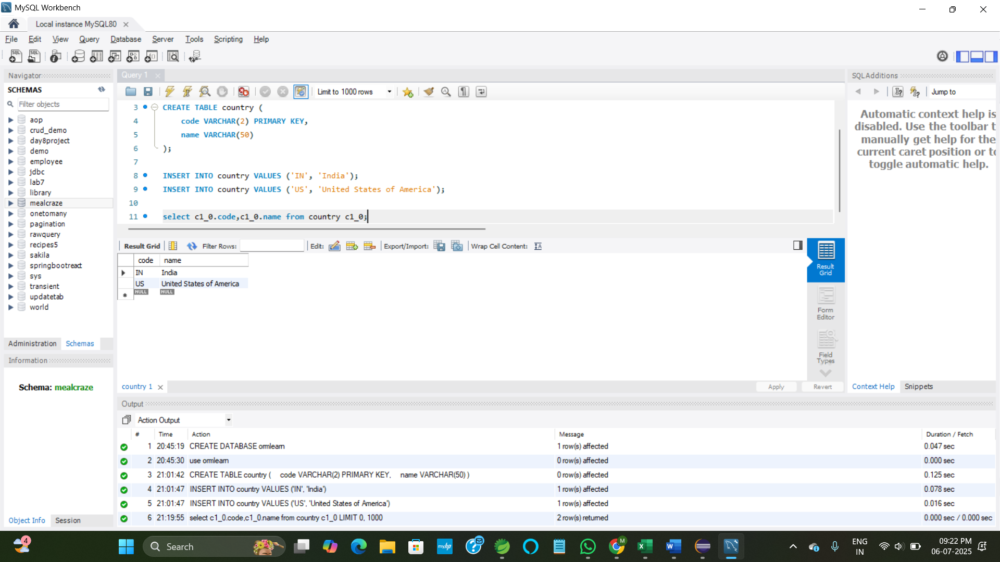 MySQL Workbench
Local instance MySQL80
File Edit View Query Database Server Tools Scripting Help
Navigator
SCHEMAS
Filter objects
aop
crud_demo
day8project
demo
employee
jdbc
lab7
library
mealcraze
onetomany
pagination
rawquery
recipes5
sakila
springbootreact
sys
transient
updatetab
world
Administration Schemas
Information
Schema: mealcraze
Object Info Session
Query 1
Limit to 1000 rows
3 CREATE TABLE country (
4 code VARCHAR(2) PRIMARY KEY,
5 name VARCHAR(50)
6 );
7
8 INSERT INTO country VALUES ('IN', 'India');
9 INSERT INTO country VALUES ('US', 'United States of America');
10
11 select c1_0.code,c1_0.name from country c1_0;
Result Grid Filter Rows: Edit: Export/Import: Wrap Cell Content:
code name
IN India
US United States of America
NULL NULL
Result Grid
Form Editor
Field Types
country 1
Apply Revert
SQLAdditions
Jump to
Automatic context help is
disabled. Use the toolbar t
manually get help for the
current caret position or to
toggle automatic help.
Context Help Snippets
Output
Action Output
# Time Action Message Duration / Fetch
1 20:45:19 CREATE DATABASE ormlearn 1 row(s) affected 0.047 sec
2 20:45:30 use ormlearn 0 row(s) affected 0.000 sec
3 21:01:42 CREATE TABLE country ( code VARCHAR(2) PRIMARY KEY, name VARCHAR(50) ) 0 row(s) affected 0.125 sec
4 21:01:47 INSERT INTO country VALUES ('IN', 'India') 1 row(s) affected 0.078 sec
5 21:01:47 INSERT INTO country VALUES ('US', 'United States of America') 1 row(s) affected 0.016 sec
6 21:19:55 select c1_0.code,c1_0.name from country c1_0 LIMIT 0, 1000 2 row(s) returned 0.000 sec / 0.000 sec
4
Search
myhp
M
ENG
IN
09:22 PM
06-07-2025